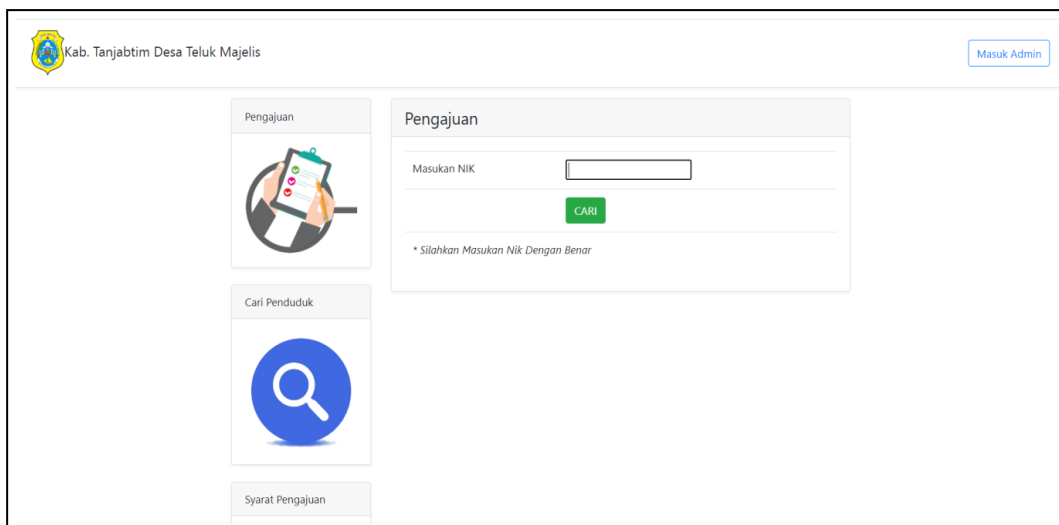 Kab. Tanjabtim Desa Teluk Majelis
Masuk Admin
Pengajuan
Cari Penduduk
Syarat Pengajuan
Pengajuan
Masukan NIK
CARI
* Silahkan Masukan Nik Dengan Benar